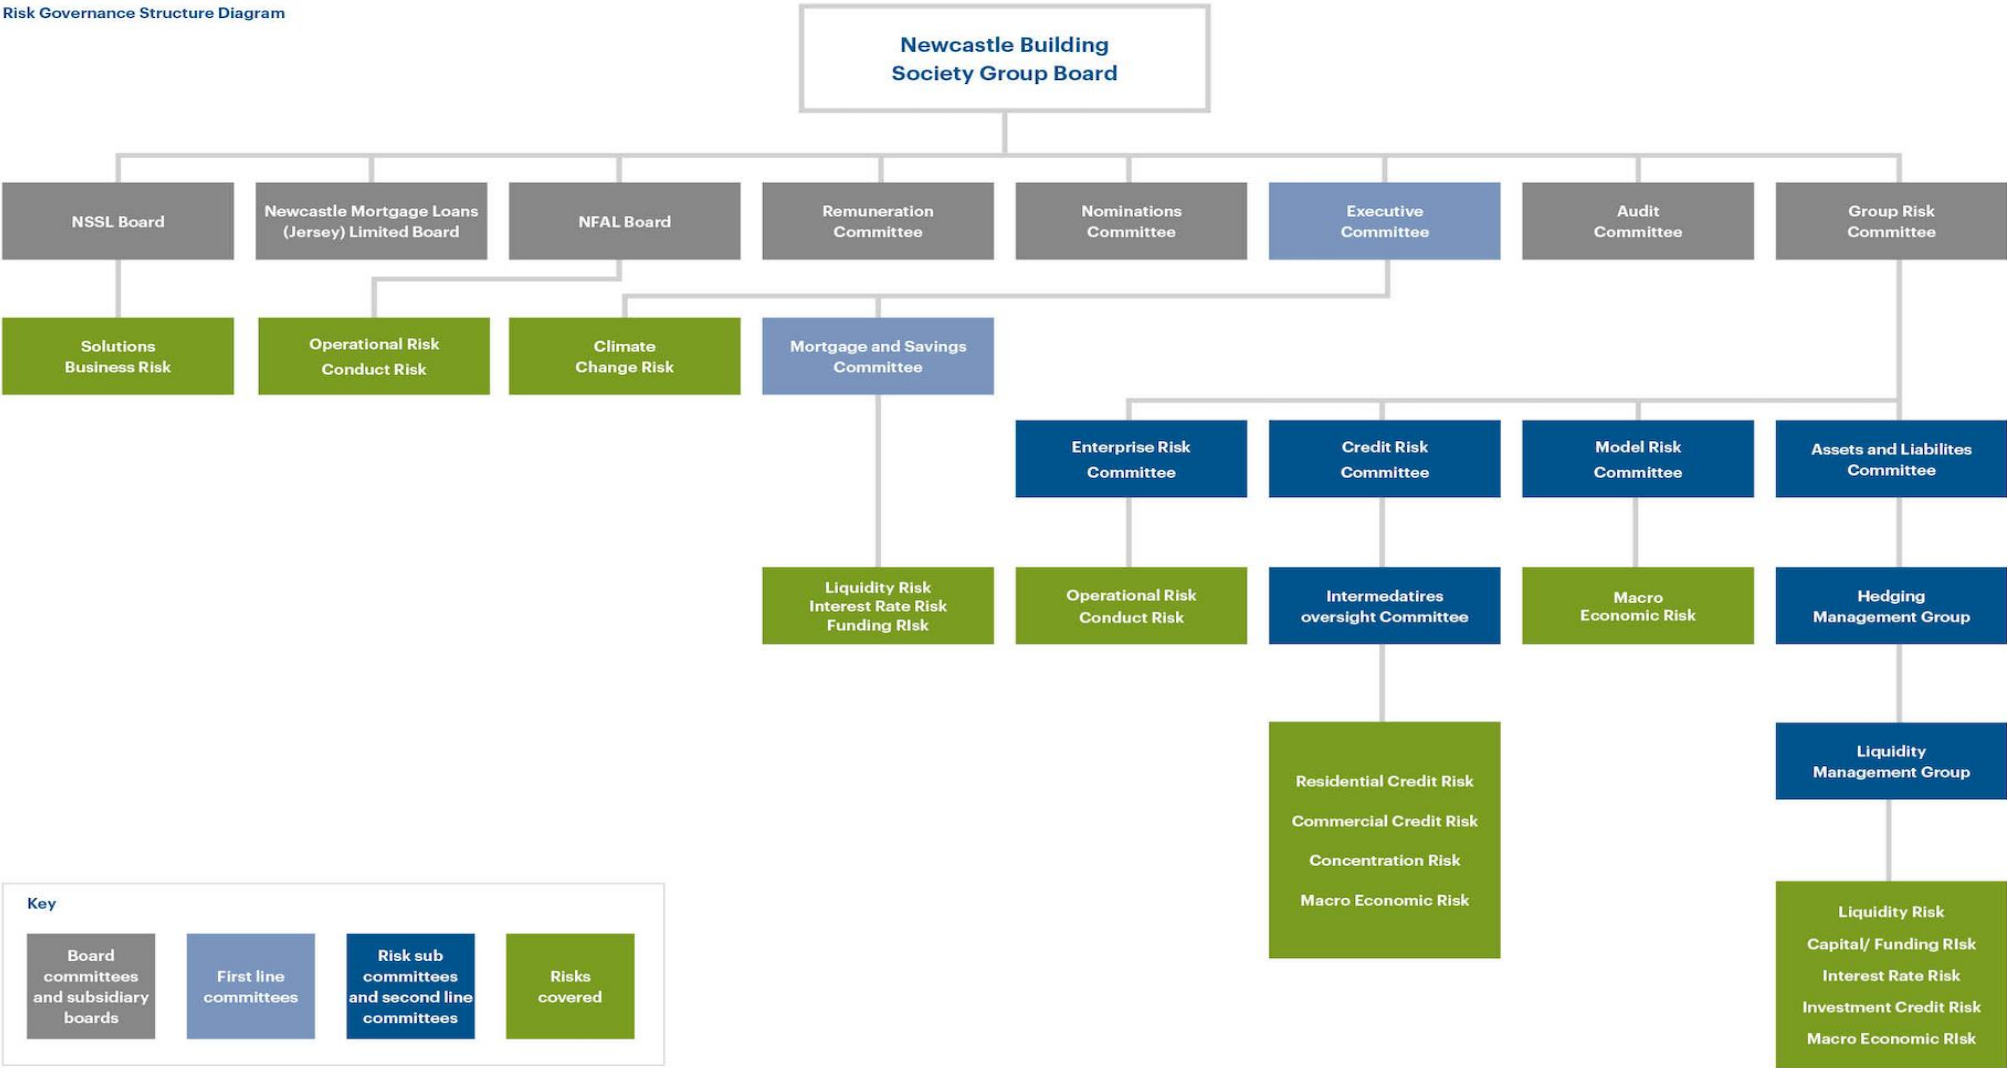 Risk Governance Structure Diagram
Newcastle Building
Society Group Board
NSSL Board
Newcastle Mortgage Loans
(Jersey) Limited Board
NFAL Board
Remuneration
Committee
Nominations
Committee
Executive
Committee
Audit
Committee
Group Risk
Committee
Solutions
Business Risk
Operational Risk
Conduct Risk
Climate
Change Risk
Mortgage and Savings
Committee
Enterprise Risk
Committee
Credit Risk
Committee
Model Risk
Committee
Assets and Liabilites
Committee
Liquidity Risk
Interest Rate Risk
Funding RIsk
Operational Risk
Conduct Risk
Intermedatires
oversight Committee
Macro
Economic Risk
Hedging
Management Group
Liquidity
Management Group
Residential Credit Risk
Commercial Credit Risk
Concentration Risk
Macro Economic Risk
Liquidity Risk
Capital/ Funding RIsk
Interest Rate Risk
Investment Credit Risk
Macro Economic RIsk
Key
Board
committees
and subsidiary
boards
First line
committees
Risk sub
committees
and second line
committees
Risks
covered